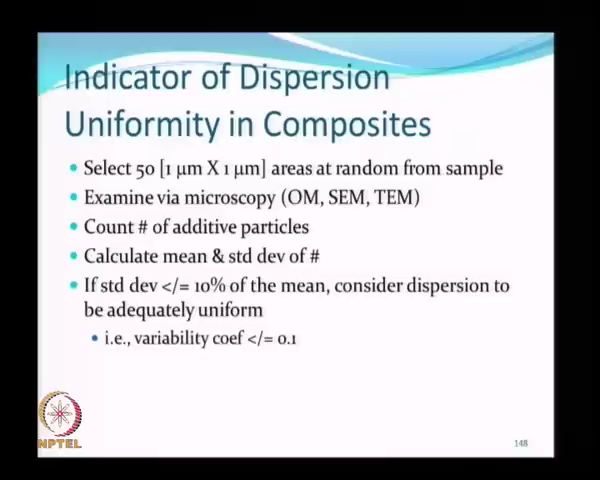 Indicator of Dispersion
Uniformity in Composites
Select 50 [1 µm X 1 µm] areas at random from sample
Examine via microscopy (OM, SEM, TEM)
Count # of additive particles
Calculate mean & std dev of #
If std dev </= 10% of the mean, consider dispersion to
be adequately uniform
i.e., variability coef </= 0.1
NPTEL
148